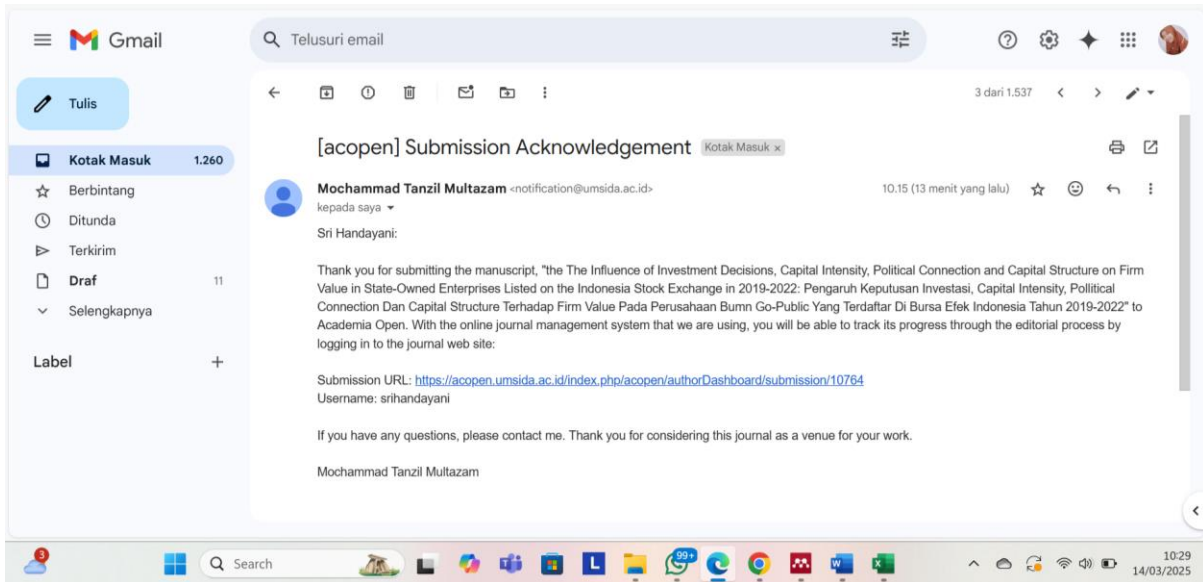 Gmail
Telusuri email
Tulis
3 dari 1.537
[acopen] Submission Acknowledgement Kotak Masuk x
Kotak Masuk 1.260
Mochammad Tanzil Multazam <notification@umsida.ac.id> 10.15 (13 menit yang lalu)
Berbintang
kepada saya
Ditunda
Sri Handayani:
Terkirim
Thank you for submitting the manuscript, "the The Influence of Investment Decisions, Capital Intensity, Political Connection and Capital Structure on Firm
Draf 11
Value in State-Owned Enterprises Listed on the Indonesia Stock Exchange in 2019-2022: Pengaruh Keputusan Investasi, Capital Intensity, Pollitical
Selengkapnya
Connection Dan Capital Structure Terhadap Firm Value Pada Perusahaan Bumn Go-Public Yang Terdaftar Di Bursa Efek Indonesia Tahun 2019-2022" to
Academia Open. With the online journal management system that we are using, you will be able to track its progress through the editorial process by
logging in to the journal web site:
Label
Submission URL: https://acopen.umsida.ac.id/index.php/acopen/authorDashboard/submission/10764
Username: srihandayani
If you have any questions, please contact me. Thank you for considering this journal as a venue for your work.
Mochammad Tanzil Multazam
3
Search
L
99+
W
X
10:29
14/03/2025